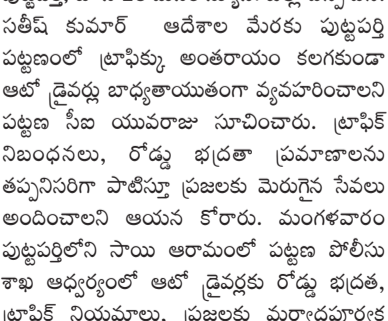 సతీష్ కుమార్ ఆదేశాల మేరకు పుట్టపర్తి
పట్టణంలో ట్రాఫిక్కు అంతరాయం కలగకుండా
ఆటో డ్రైవర్లు బాధ్యతాయుతంగా వ్యవహరించాలని
పట్టణ సీఐ యువరాజు సూచించారు. ట్రాఫిక్
నిబంధనలు, రోడ్డు భద్రతా ప్రమాణాలను
తప్పనిసరిగా పాటిస్తూ ప్రజలకు మెరుగైన సేవలు
అందించాలని ఆయన కోరారు. మంగళవారం
పుట్టపర్తిలోని సాయి ఆరామంలో పట్టణ పోలీసు
శాఖ ఆధ్వర్యంలో ఆటో డ్రైవర్లకు రోడ్డు భద్రత,
ట్రాఫిక్ నియమాలు, ప్రజలకు మర్యాదపూర్వక